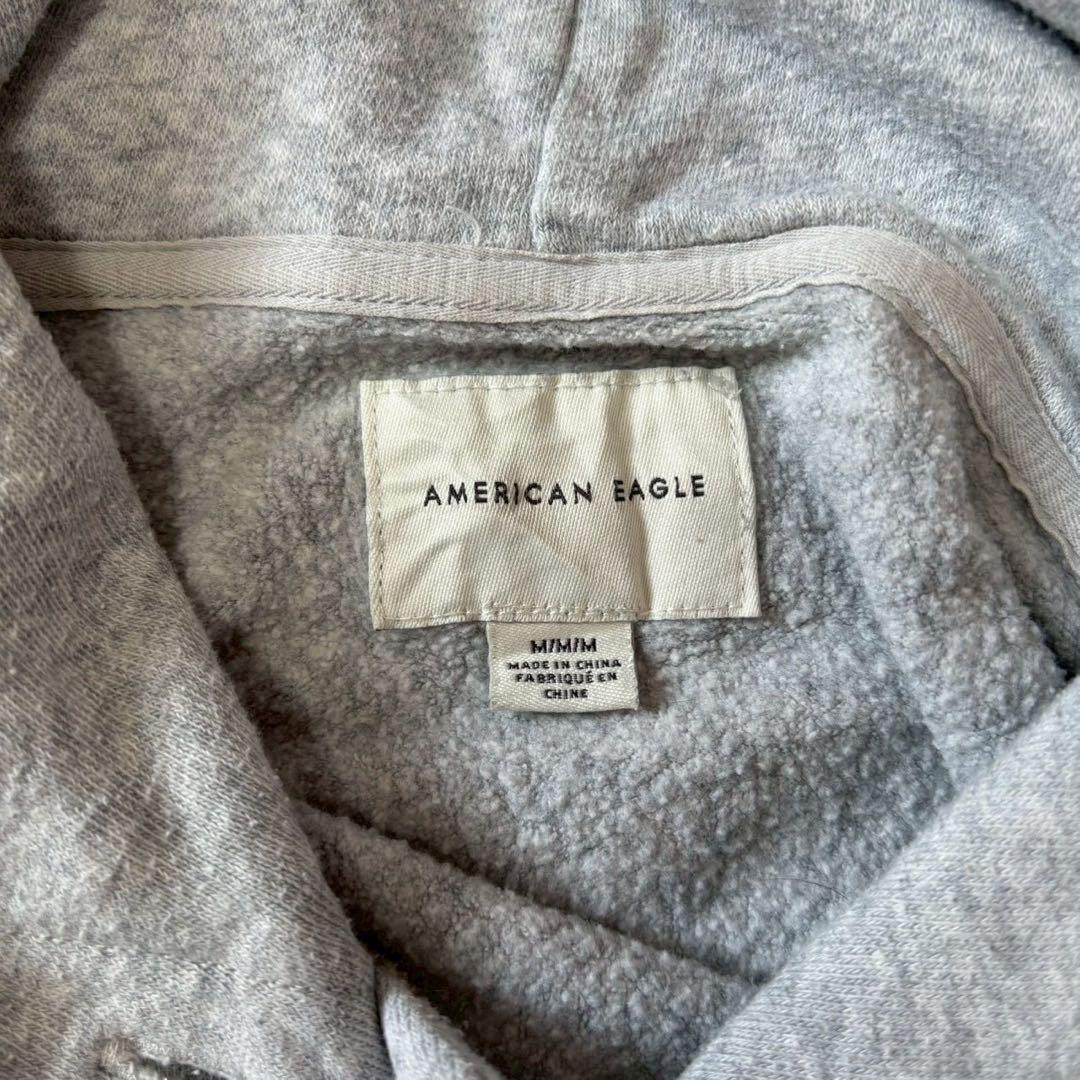 AMERICAN EAGLE
M/M/M
MADE IN CHINA
FABRIQUÉ EN
CHINE